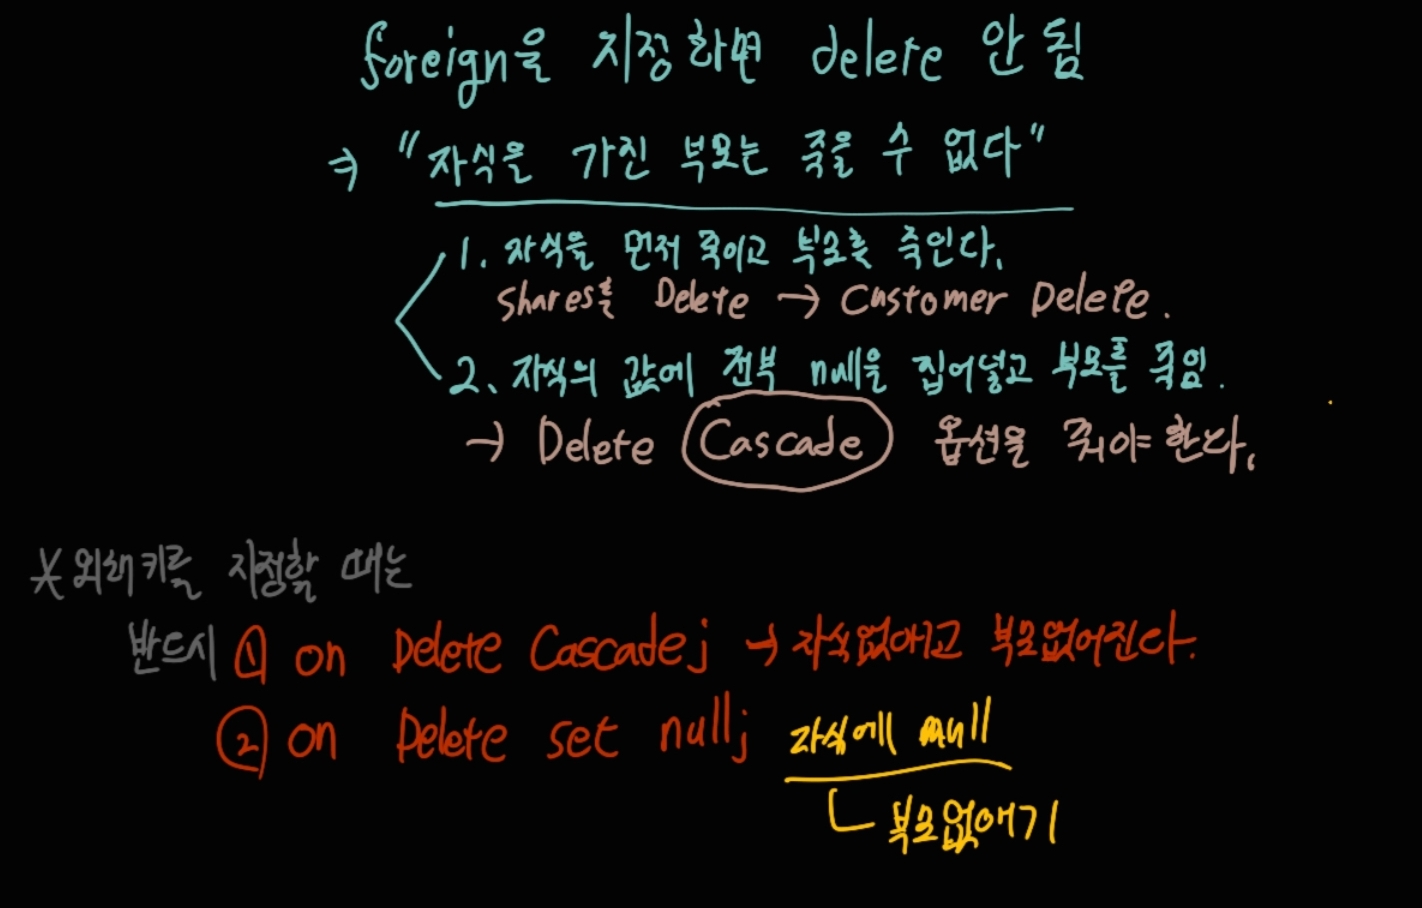 foreign을 지정하면 delete 안됨
⇒ "자식을 가진 부모는 죽을 수 없다"
1. 자식을 먼저 죽이고 부모를 죽인다.
Shares를 Delete → Customer Delete.
2. 자식의 값에 전부 null을 집어넣고 부모를 죽임.
→ Delete Cascade 옵션을 줘야한다.
* 외래키를 지정할 때는
반드시 ① on Delete Cascade; → 자식없애고 부모없어진다.
② on Delete set null; 자식에 null
부모없애기